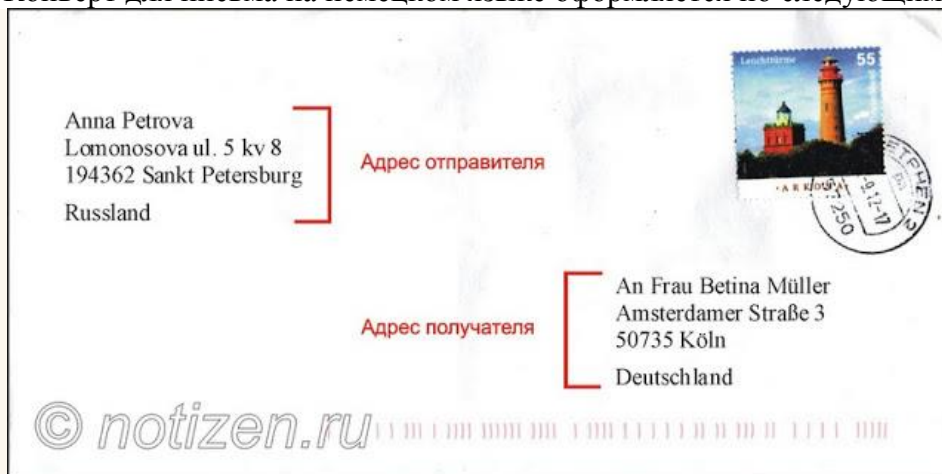 Конверт для письма на немецком языке оформляется по следующим
Leuchttürme 55
Anna Petrova
Lomonosova ul. 5 kv 8
194362 Sankt Petersburg
Russland
Адрес отправителя
ARKONA
An Frau Betina Müller
Amsterdamer Straße 3
50735 Köln
Deutschland
Адрес получателя
© notizen.ru